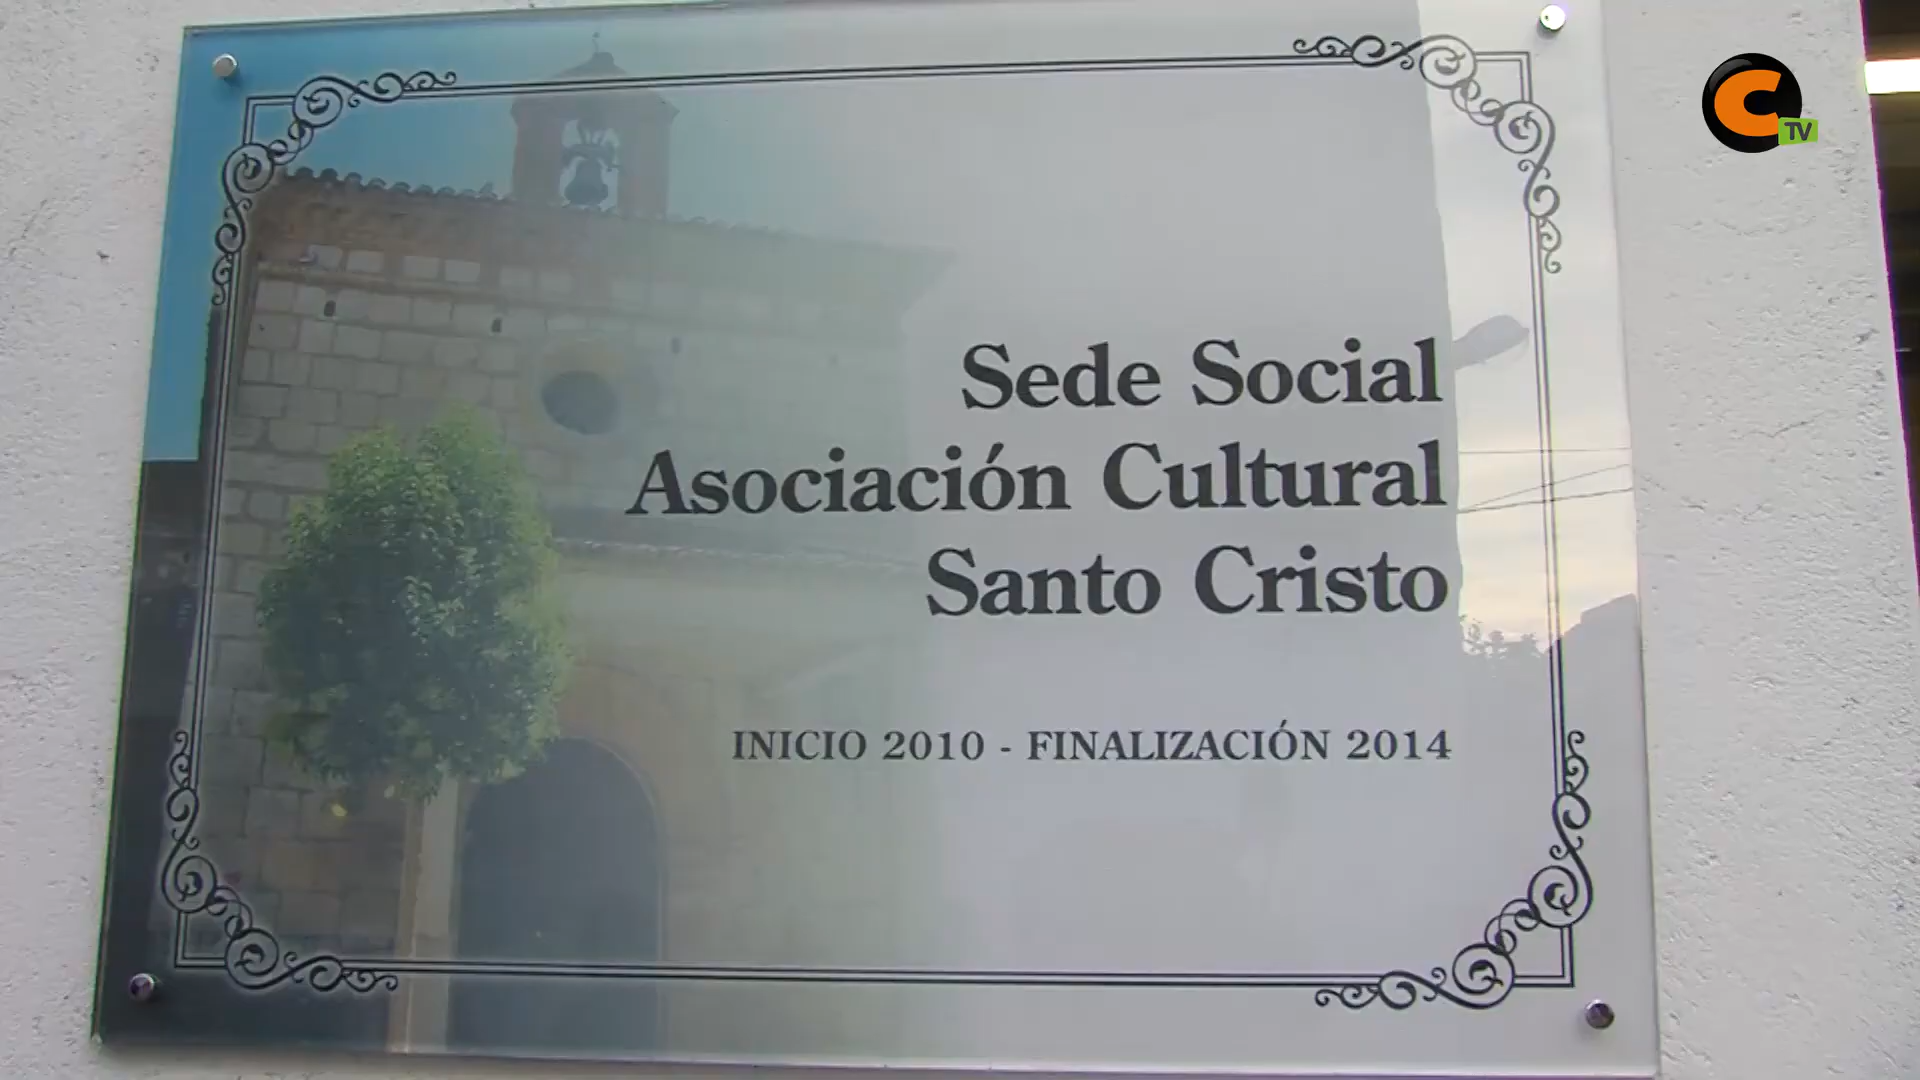 Sede Social
Asociación Cultural
Santo Cristo
INICIO 2010 - FINALIZACIÓN 2014
C TV